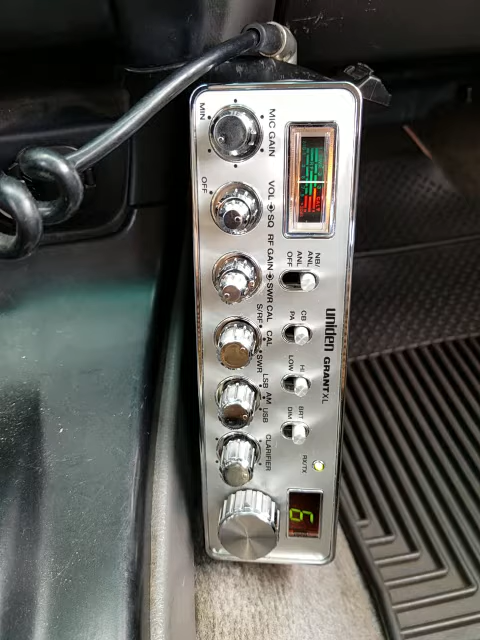 uniden GRANT XL
NB/
ANL
ANL
OFF
CB
PA
HI
LOW
BRT
DIM
RX/TX
MIC GAIN
MIN
VOL SQ
OFF
RF GAIN SWR CAL
S/RF CAL SWR
LSB AM USB
CLARIFIER